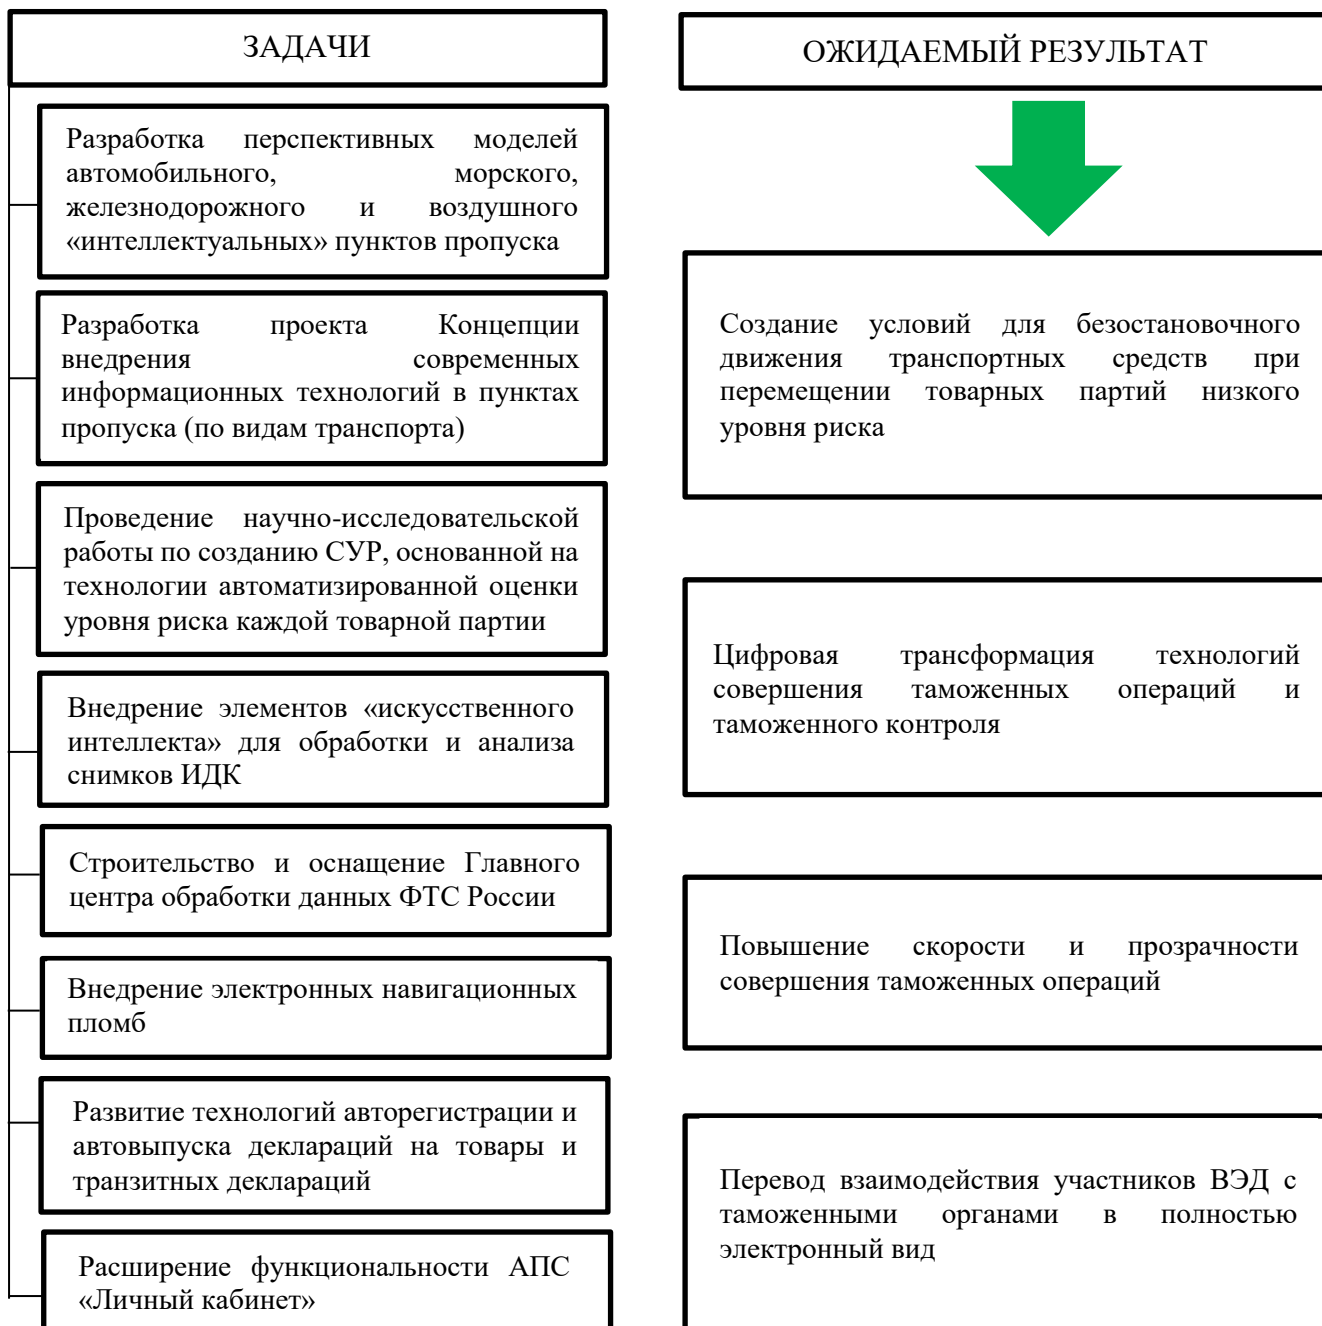 ЗАДАЧИ
Разработка перспективных моделей
автомобильного, морского,
железнодорожного и воздушного
«интеллектуальных» пунктов пропуска
Разработка проекта Концепции
внедрения современных
информационных технологий в пунктах
пропуска (по видам транспорта)
Проведение научно-исследовательской
работы по созданию СУР, основанной на
технологии автоматизированной оценки
уровня риска каждой товарной партии
Внедрение элементов «искусственного
интеллекта» для обработки и анализа
снимков ИДК
Строительство и оснащение Главного
центра обработки данных ФТС России
Внедрение электронных навигационных
пломб
Развитие технологий авторегистрации и
автовыпуска деклараций на товары и
транзитных деклараций
Расширение функциональности АПС
«Личный кабинет»
ОЖИДАЕМЫЙ РЕЗУЛЬТАТ
Создание условий для безостановочного
движения транспортных средств при
перемещении товарных партий низкого
уровня риска
Цифровая трансформация технологий
совершения таможенных операций и
таможенного контроля
Повышение скорости и прозрачности
совершения таможенных операций
Перевод взаимодействия участников ВЭД с
таможенными органами в полностью
электронный вид